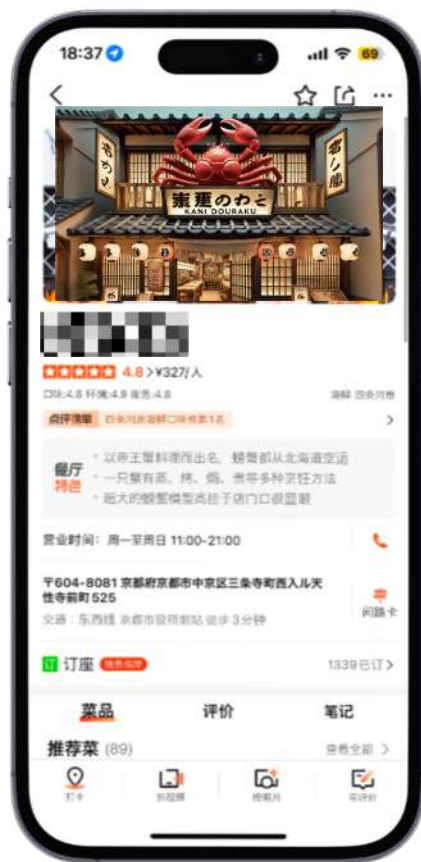 18:37
69
KANI DOURAKU
4.8 > ¥327/人
口味:4.8 环境:4.9 服务:4.8
海鲜 四条河原
点评榜单 四条河原海鲜口味榜第1名
餐厅特色
以帝王蟹料理而出名，螃蟹都从北海道空运
一只蟹有蒸、烤、焗、煮等多种烹饪方法
超大的螃蟹模型高挂于店门口很显眼
营业时间：周一至周日 11:00-21:00
〒604-8081 京都府京都市中京区三条寺町西入ル天
性寺前町525
交通：东西线 京都市役所前站 徒步3分钟
问路卡
订 订座
1339已订 >
菜品
评价
笔记
推荐菜 (89)
查看全部 >
打卡
拍视频
传照片
写评价